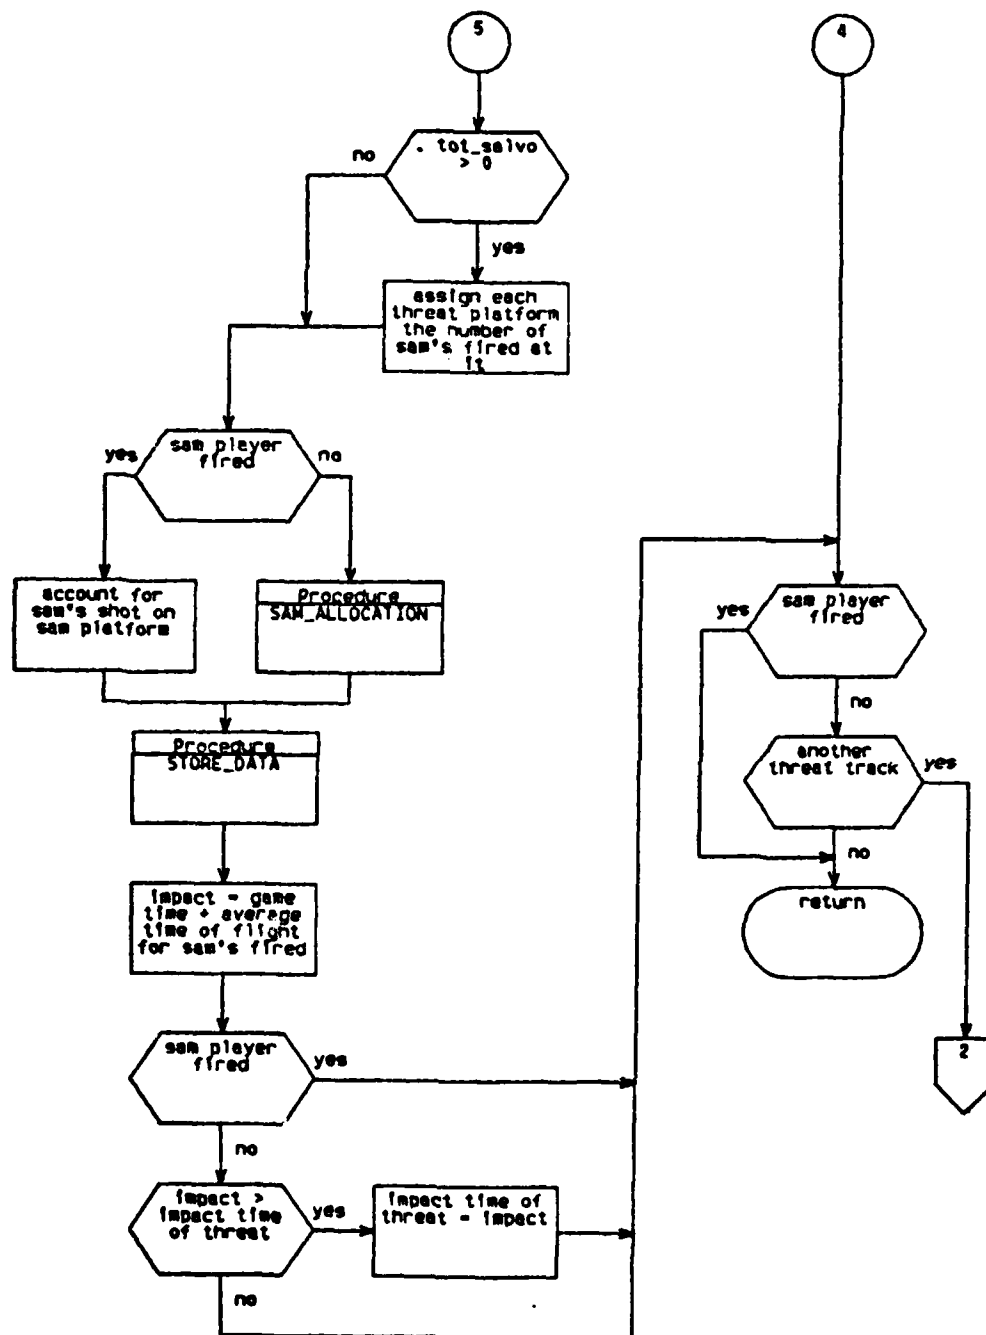 5
4
. tot_salvo
> 0
no
yes
assign each
threat platform
the number of
sam's fired at
it
sam player
fired
yes
no
account for
sam's shot on
sam platform
Procedure
SAM_ALLOCATION
Procedure
STORE_DATA
impact = game
time + average
time of flight
for sam's fired
sam player
fired
yes
no
impact >
impact time
of threat
yes
no
impact time of
threat = impact
sam player
fired
yes
no
another
threat track
yes
no
return
2